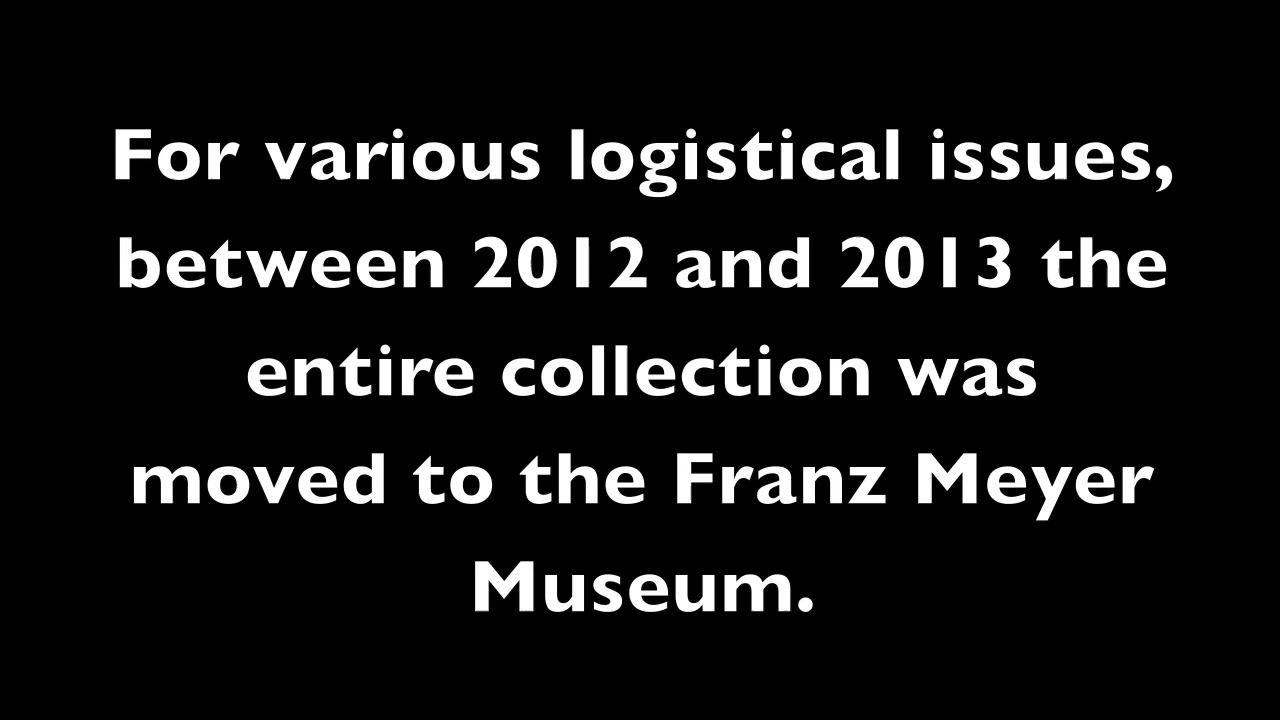 For various logistical issues,
between 2012 and 2013 the
entire collection was
moved to the Franz Meyer
Museum.